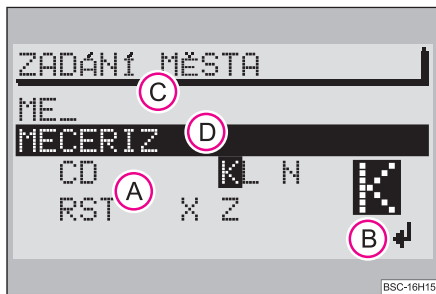 ZADÁNÍ MĚSTA
C
ME_
D
MECERIZ
CD KL N K
A
RST X Z
B
BSC-16H15